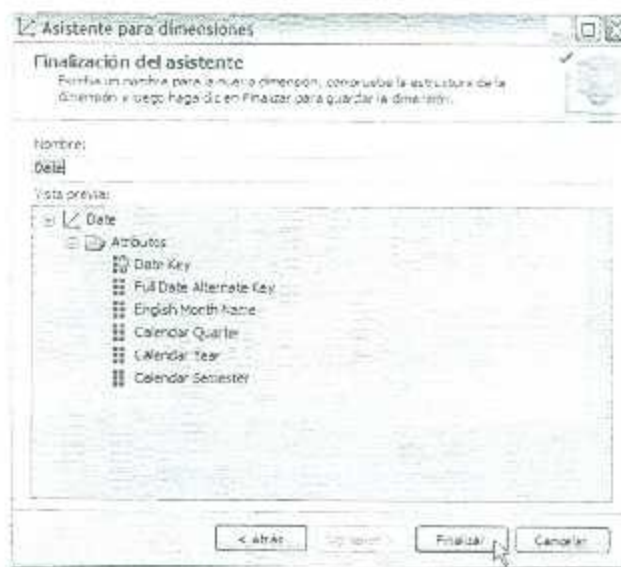 Asistente para dimensiones
Finalización del asistente
Escriba un nombre para la nueva dimensión, compruebe la estructura de la
dimensión y luego haga clic en Finalizar para guardar la dimensión.
Nombre:
Date
Vista previa:
Date
Atributos
Date Key
Full Date Alternate Key
English Month Name
Calendar Quarter
Calendar Year
Calendar Semester
< Atrás
Finalizar
Cancelar